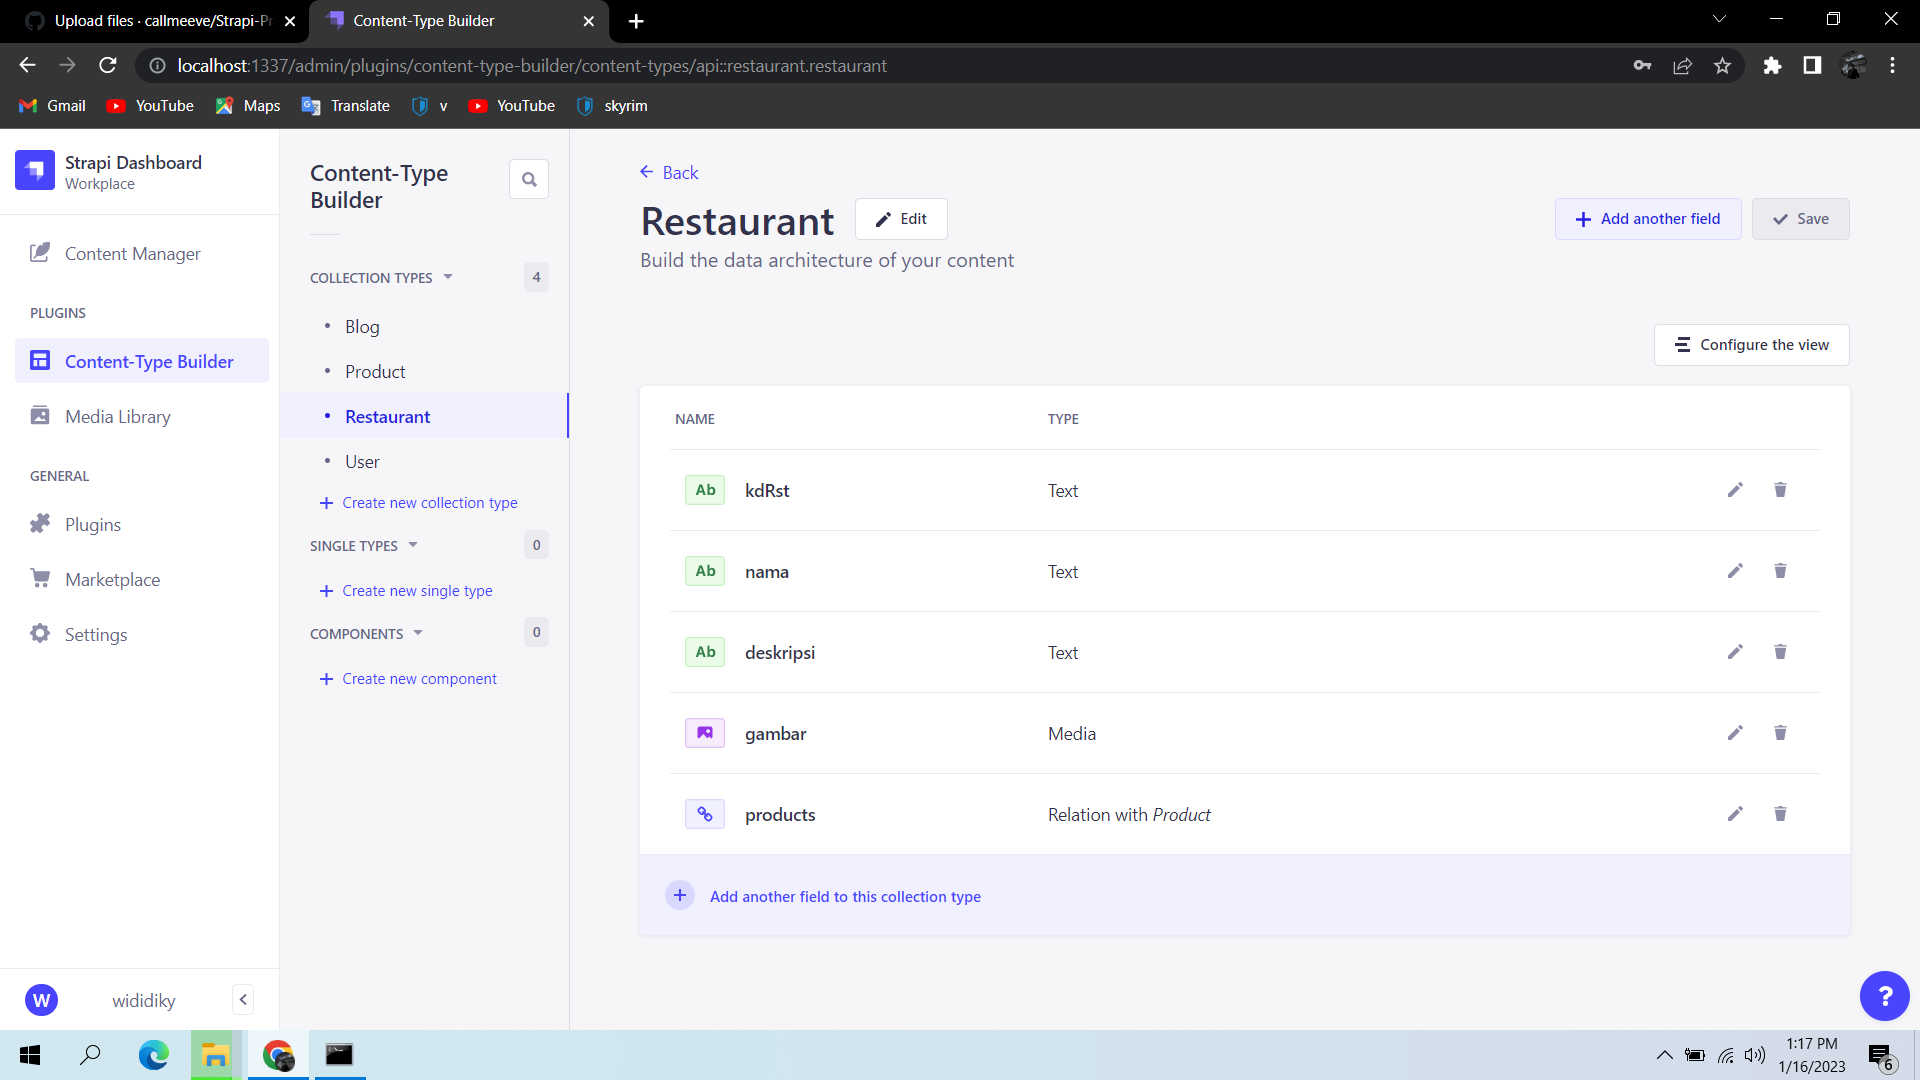 Upload files · callmeeve/Strapi-Pr
Content-Type Builder
localhost:1337/admin/plugins/content-type-builder/content-types/api::restaurant.restaurant
Gmail
YouTube
Maps
Translate
v
YouTube
skyrim
Strapi Dashboard
Workplace
Content Manager
PLUGINS
Content-Type Builder
Media Library
GENERAL
Plugins
Marketplace
Settings
W
wididiky
Content-Type
Builder
COLLECTION TYPES
4
Blog
Product
Restaurant
User
Create new collection type
SINGLE TYPES
0
Create new single type
COMPONENTS
0
Create new component
Back
Restaurant
Edit
Add another field
Save
Build the data architecture of your content
Configure the view
NAME
TYPE
Ab
kdRst
Text
Ab
nama
Text
Ab
deskripsi
Text
gambar
Media
products
Relation with Product
Add another field to this collection type
?
1:17 PM
1/16/2023
6